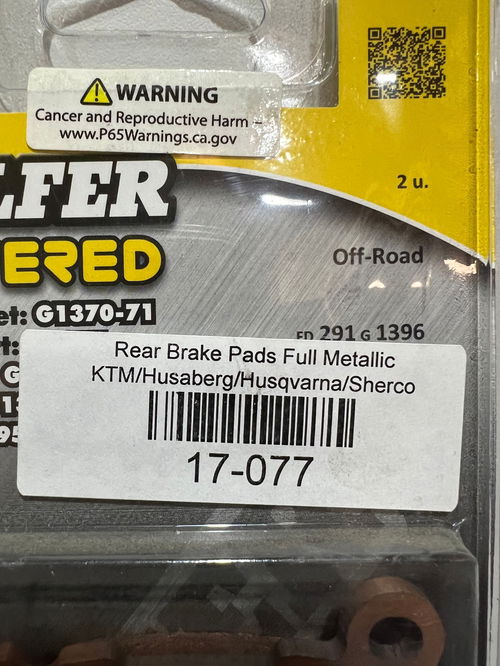 WARNING
Cancer and Reproductive Harm –
www.P65Warnings.ca.gov
LFER
2 u.
ERED
Off-Road
et: G1370-71
FD 291 G 1396
t:
Rear Brake Pads Full Metallic
KTM/Husaberg/Husqvarna/Sherco
G
17-077